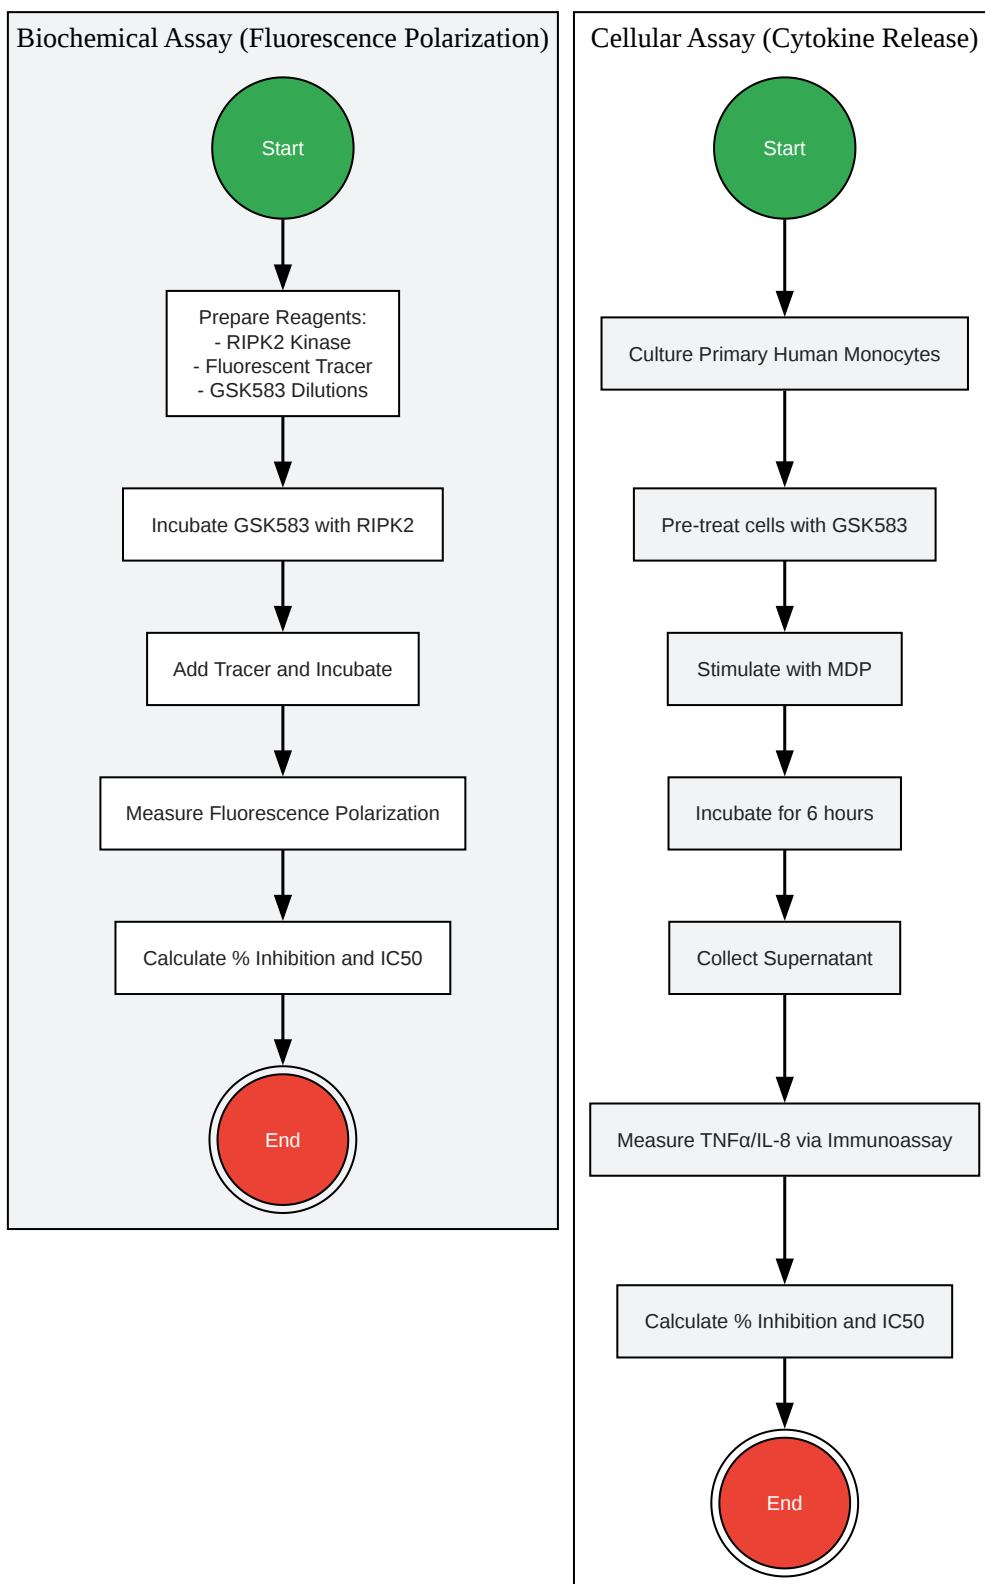 Biochemical Assay (Fluorescence Polarization)
Start
Prepare Reagents:
- RIPK2 Kinase
- Fluorescent Tracer
- GSK583 Dilutions
Incubate GSK583 with RIPK2
Add Tracer and Incubate
Measure Fluorescence Polarization
Calculate % Inhibition and IC50
End
Cellular Assay (Cytokine Release)
Start
Culture Primary Human Monocytes
Pre-treat cells with GSK583
Stimulate with MDP
Incubate for 6 hours
Collect Supernatant
Measure TNFα/IL-8 via Immunoassay
Calculate % Inhibition and IC50
End